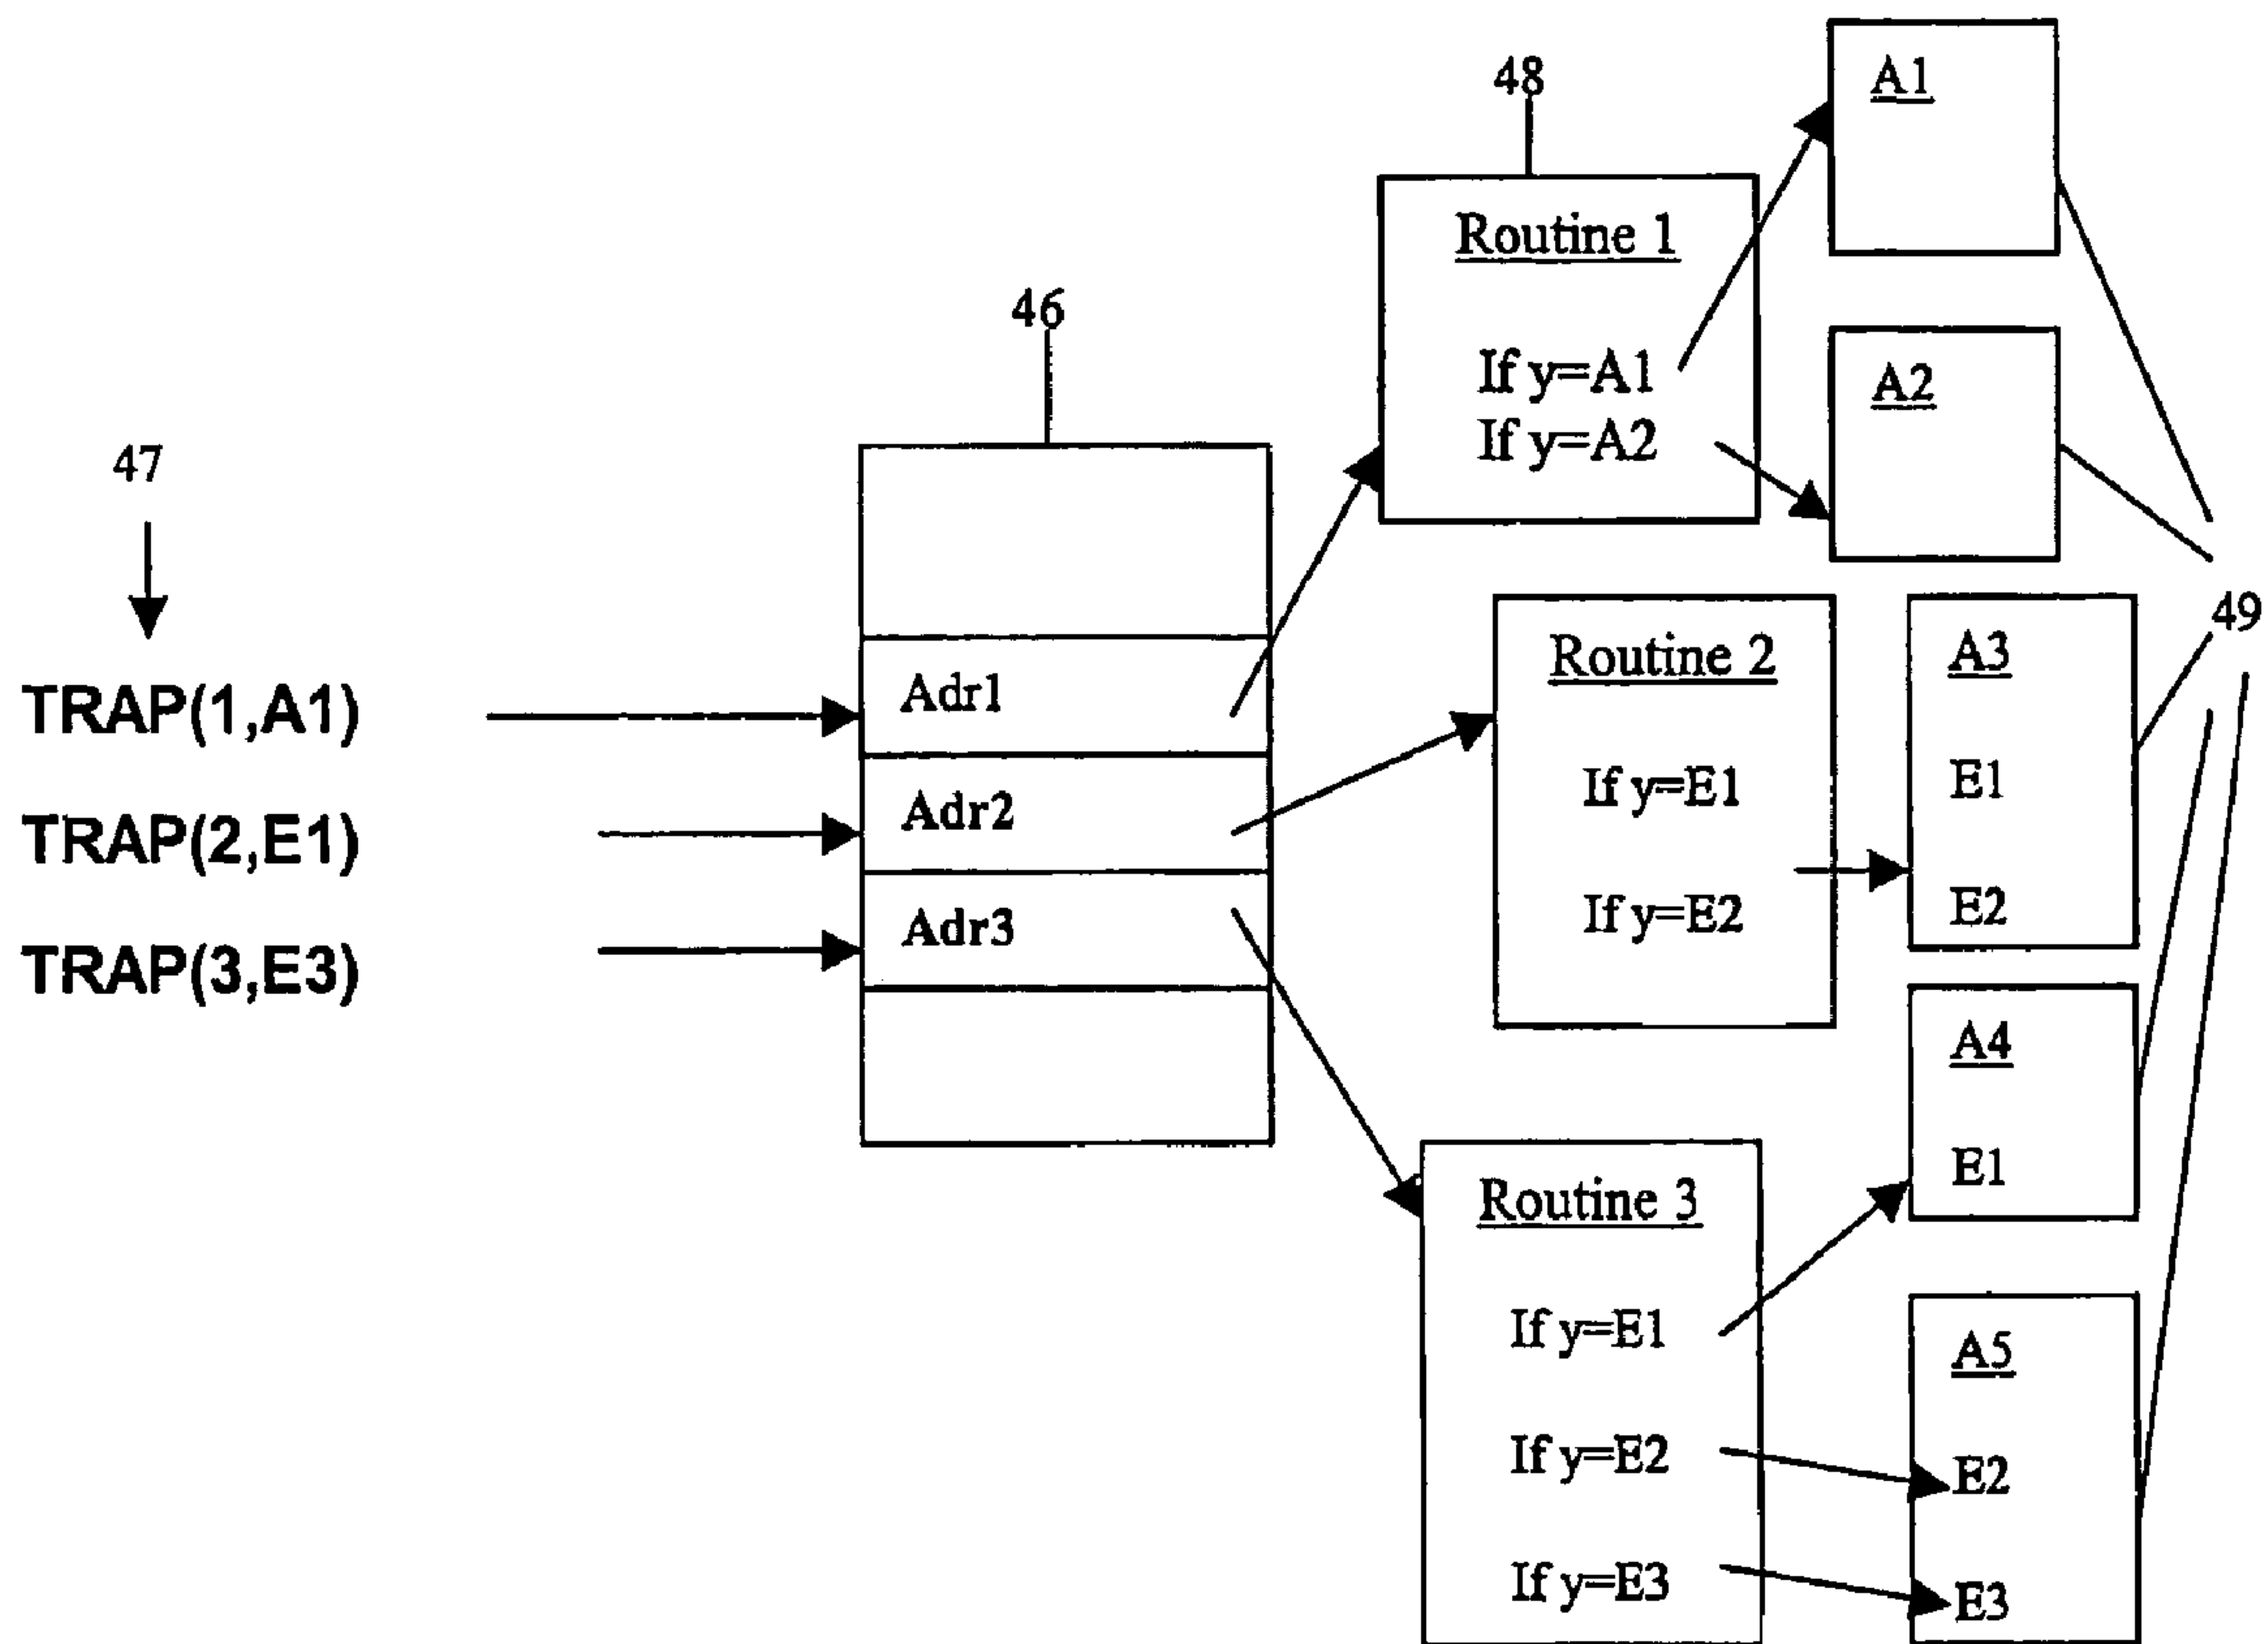 47
TRAP(1,A1)
TRAP(2,E1)
TRAP(3,E3)
46
Adr1
Adr2
Adr3
48
Routine 1
If y=A1
If y=A2
Routine 2
If y=E1
If y=E2
Routine 3
If y=E1
If y=E2
If y=E3
A1
A2
A3
E1
E2
A4
E1
A5
E2
E3
49